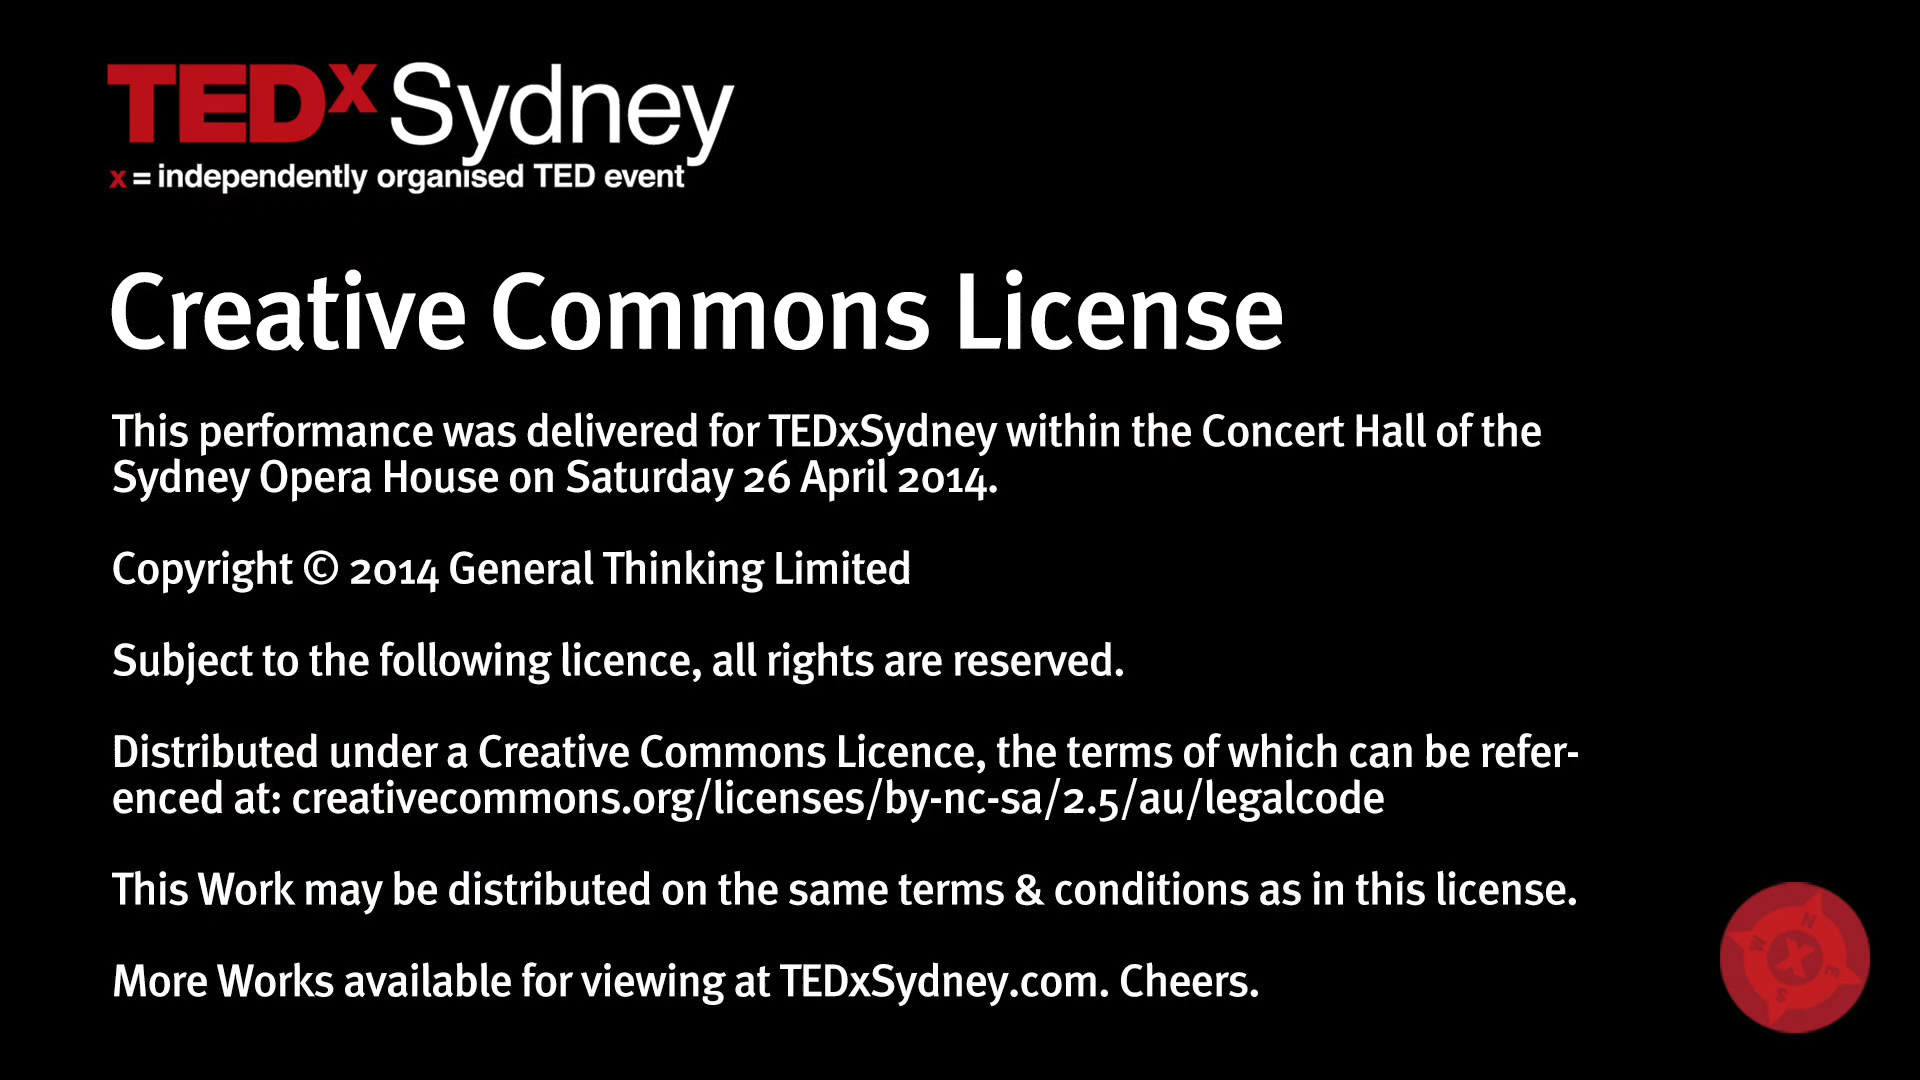 TEDx Sydney
x = independently organised TED event
Creative Commons License
This performance was delivered for TEDxSydney within the Concert Hall of the
Sydney Opera House on Saturday 26 April 2014.
Copyright © 2014 General Thinking Limited
Subject to the following licence, all rights are reserved.
Distributed under a Creative Commons Licence, the terms of which can be refer-
enced at: creativecommons.org/licenses/by-nc-sa/2.5/au/legalcode
This Work may be distributed on the same terms & conditions as in this license.
More Works available for viewing at TEDxSydney.com. Cheers.
N
W
x
E
S